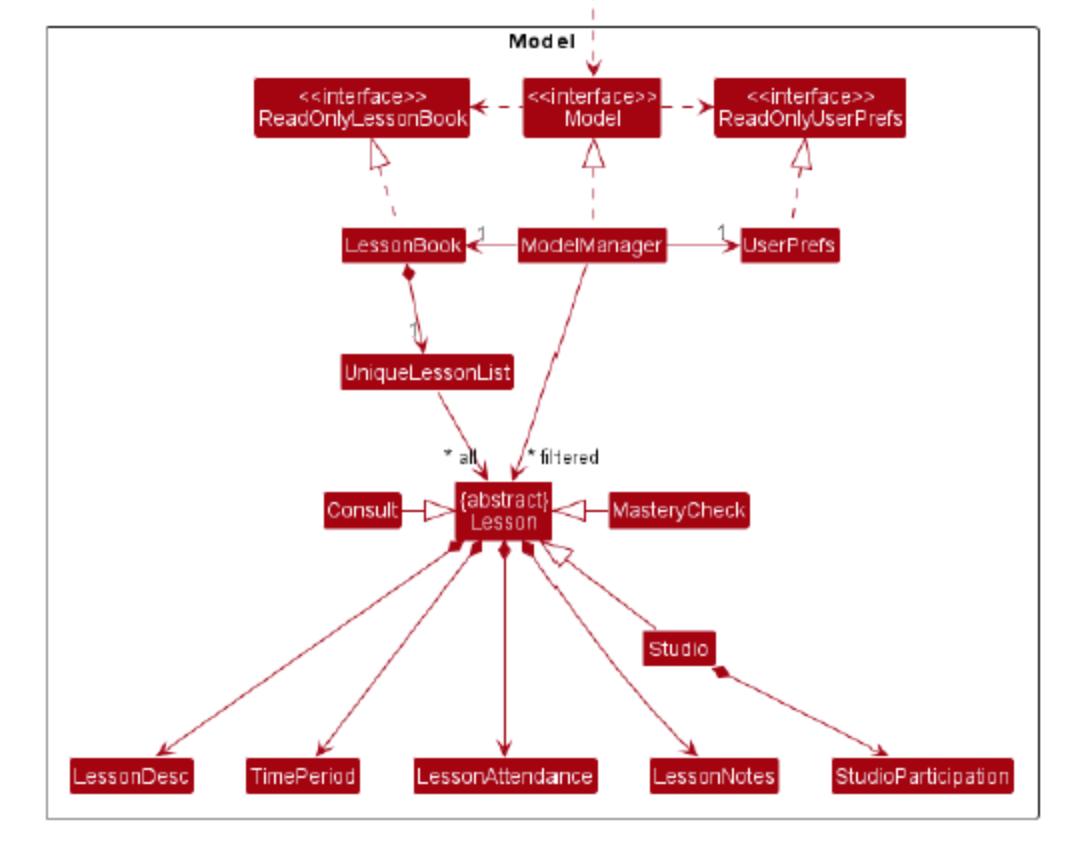 Model
<<interface>>
ReadOnlyLessonBook
<<interface>>
Model
<<interface>>
ReadOnlyUserPrefs
LessonBook
1
ModelManager
1
UserPrefs
1
UniqueLessonList
* all
* filtered
Consult
{abstract}
Lesson
MasteryCheck
Studio
LessonDesc
TimePeriod
LessonAttendance
LessonNotes
StudioParticipation